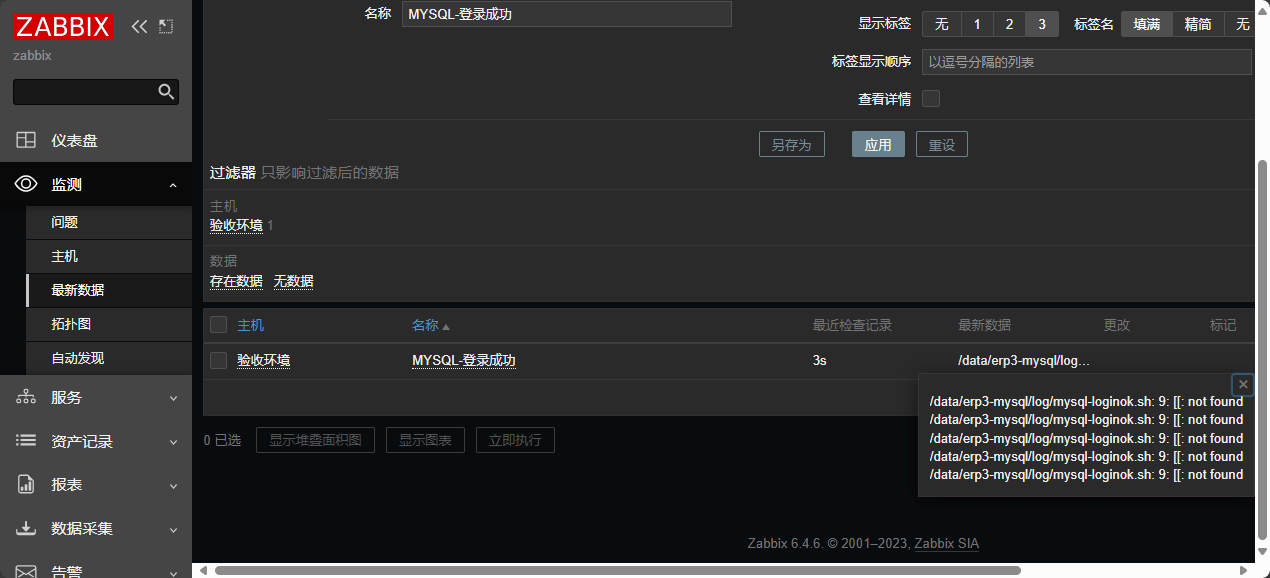 ZABBIX
zabbix
仪表盘
监测
问题
主机
最新数据
拓扑图
自动发现
服务
资产记录
报表
数据采集
告警
名称 MYSQL-登录成功
显示标签 无 1 2 3 标签名 填满 精简 无
标签显示顺序 以逗号分隔的列表
查看详情
另存为 应用 重设
过滤器 只影响过滤后的数据
主机
验收环境 1
数据
存在数据 无数据
主机 名称 最近检查记录 最新数据 更改 标记
验收环境 MYSQL-登录成功 3s /data/erp3-mysql/log…
/data/erp3-mysql/log/mysql-loginok.sh: 9: [[: not found
/data/erp3-mysql/log/mysql-loginok.sh: 9: [[: not found
/data/erp3-mysql/log/mysql-loginok.sh: 9: [[: not found
/data/erp3-mysql/log/mysql-loginok.sh: 9: [[: not found
/data/erp3-mysql/log/mysql-loginok.sh: 9: [[: not found
0 已选 显示堆叠面积图 显示图表 立即执行
Zabbix 6.4.6. © 2001–2023, Zabbix SIA